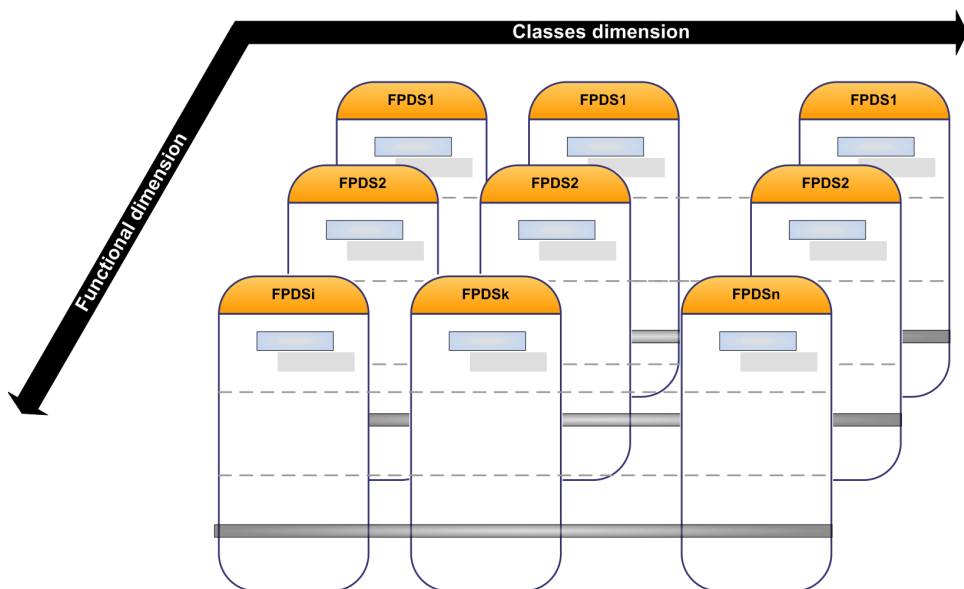 Classes dimension
Functional dimension
FPDS1 FPDS1 FPDS1
FPDS2 FPDS2 FPDS2
FPDSi FPDSk FPDSn